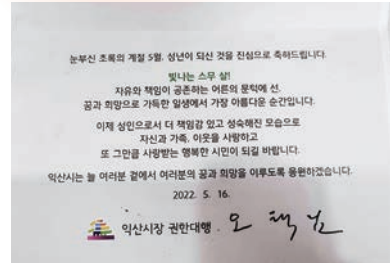 눈부신 초록의 계절 5월, 성년이 되신 것을 진심으로 축하드립니다.
빛나는 스무 살!
자유와 책임이 공존하는 어른의 문턱에 선,
꿈과 희망으로 가득한 일생에서 가장 아름다운 순간입니다.
이제 성인으로서 더 책임감 있고 성숙해진 모습으로
자신과 가족, 이웃을 사랑하고
또 그만큼 사랑받는 행복한 시민이 되길 바랍니다.
익산시는 늘 여러분 곁에서 여러분의 꿈과 희망을 이루도록 응원하겠습니다.
2022. 5. 16.
익산시장 권한대행 오 택 림